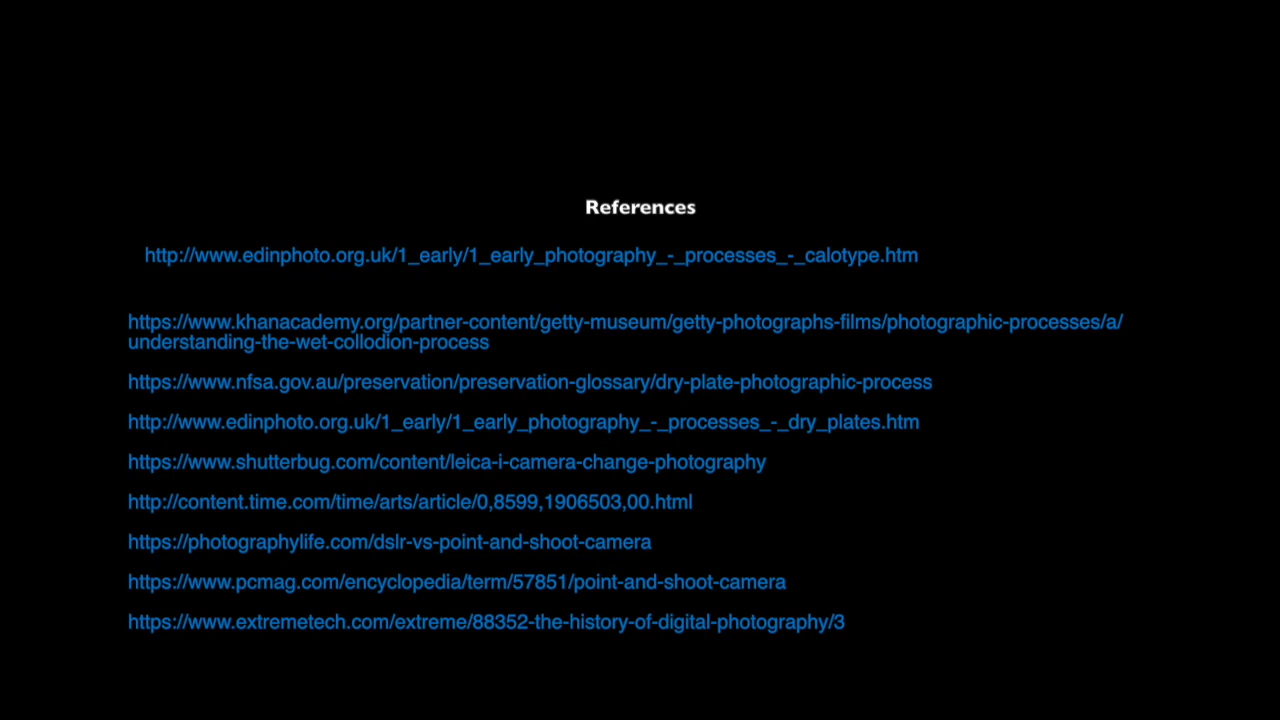 References
http://www.edinphoto.org.uk/1_early/1_early_photography_-_processes_-_calotype.htm
https://www.khanacademy.org/partner-content/getty-museum/getty-photographs-films/photographic-processes/a/
understanding-the-wet-collodion-process
https://www.nfsa.gov.au/preservation/preservation-glossary/dry-plate-photographic-process
http://www.edinphoto.org.uk/1_early/1_early_photography_-_processes_-_dry_plates.htm
https://www.shutterbug.com/content/leica-i-camera-change-photography
http://content.time.com/time/arts/article/0,8599,1906503,00.html
https://photographylife.com/dslr-vs-point-and-shoot-camera
https://www.pcmag.com/encyclopedia/term/57851/point-and-shoot-camera
https://www.extremetech.com/extreme/88352-the-history-of-digital-photography/3